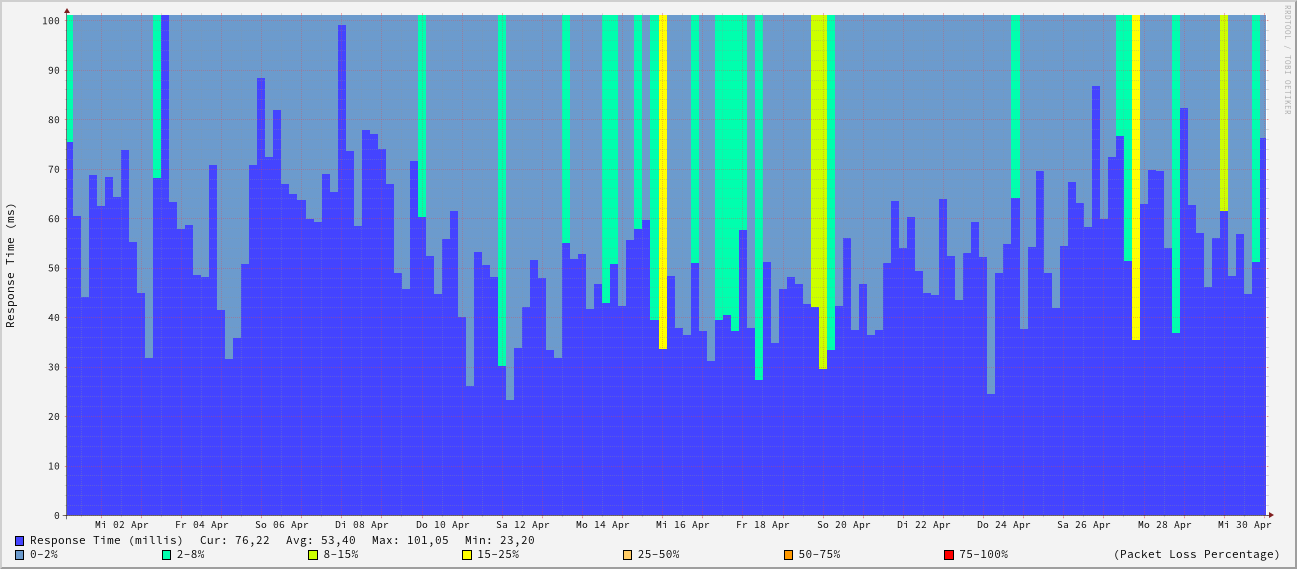 RRDTOOL / TOBI OETIKER
Response Time (ms)
100
90
80
70
60
50
40
30
20
10
0
Mi 02 Apr Fr 04 Apr So 06 Apr Di 08 Apr Do 10 Apr Sa 12 Apr Mo 14 Apr Mi 16 Apr Fr 18 Apr So 20 Apr Di 22 Apr Do 24 Apr Sa 26 Apr Mo 28 Apr Mi 30 Apr
Response Time (millis) Cur: 76,22 Avg: 53,40 Max: 101,05 Min: 23,20
0-2% 2-8% 8-15% 15-25% 25-50% 50-75% 75-100% (Packet Loss Percentage)